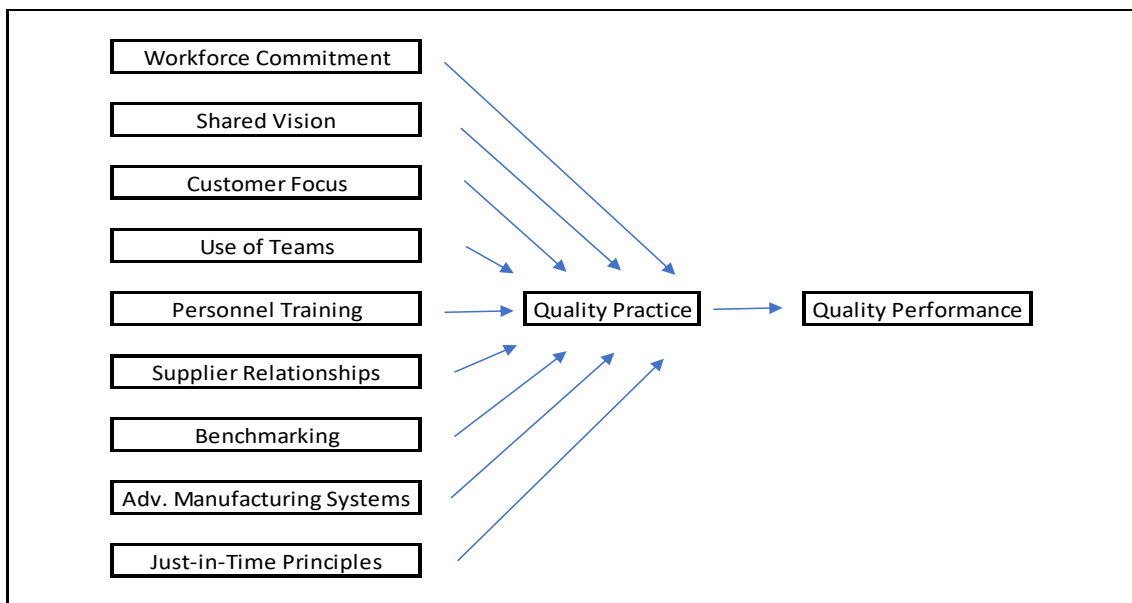 Workforce Commitment
Shared Vision
Customer Focus
Use of Teams
Personnel Training
Quality Practice
Quality Performance
Supplier Relationships
Benchmarking
Adv. Manufacturing Systems
Just-in-Time Principles